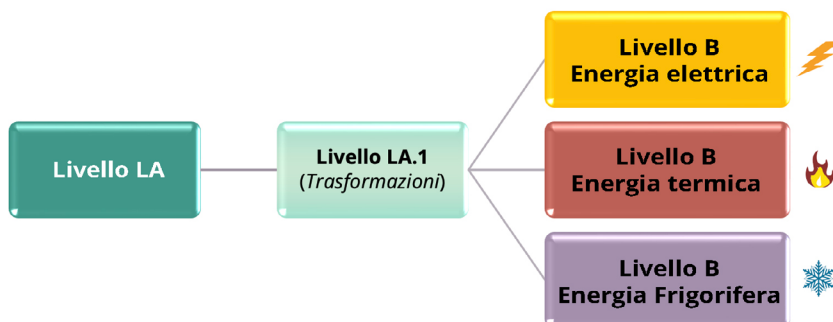 Livello LA
Livello LA.1
(Trasformazioni)
Livello B
Energia elettrica
Livello B
Energia termica
Livello B
Energia Frigorifera